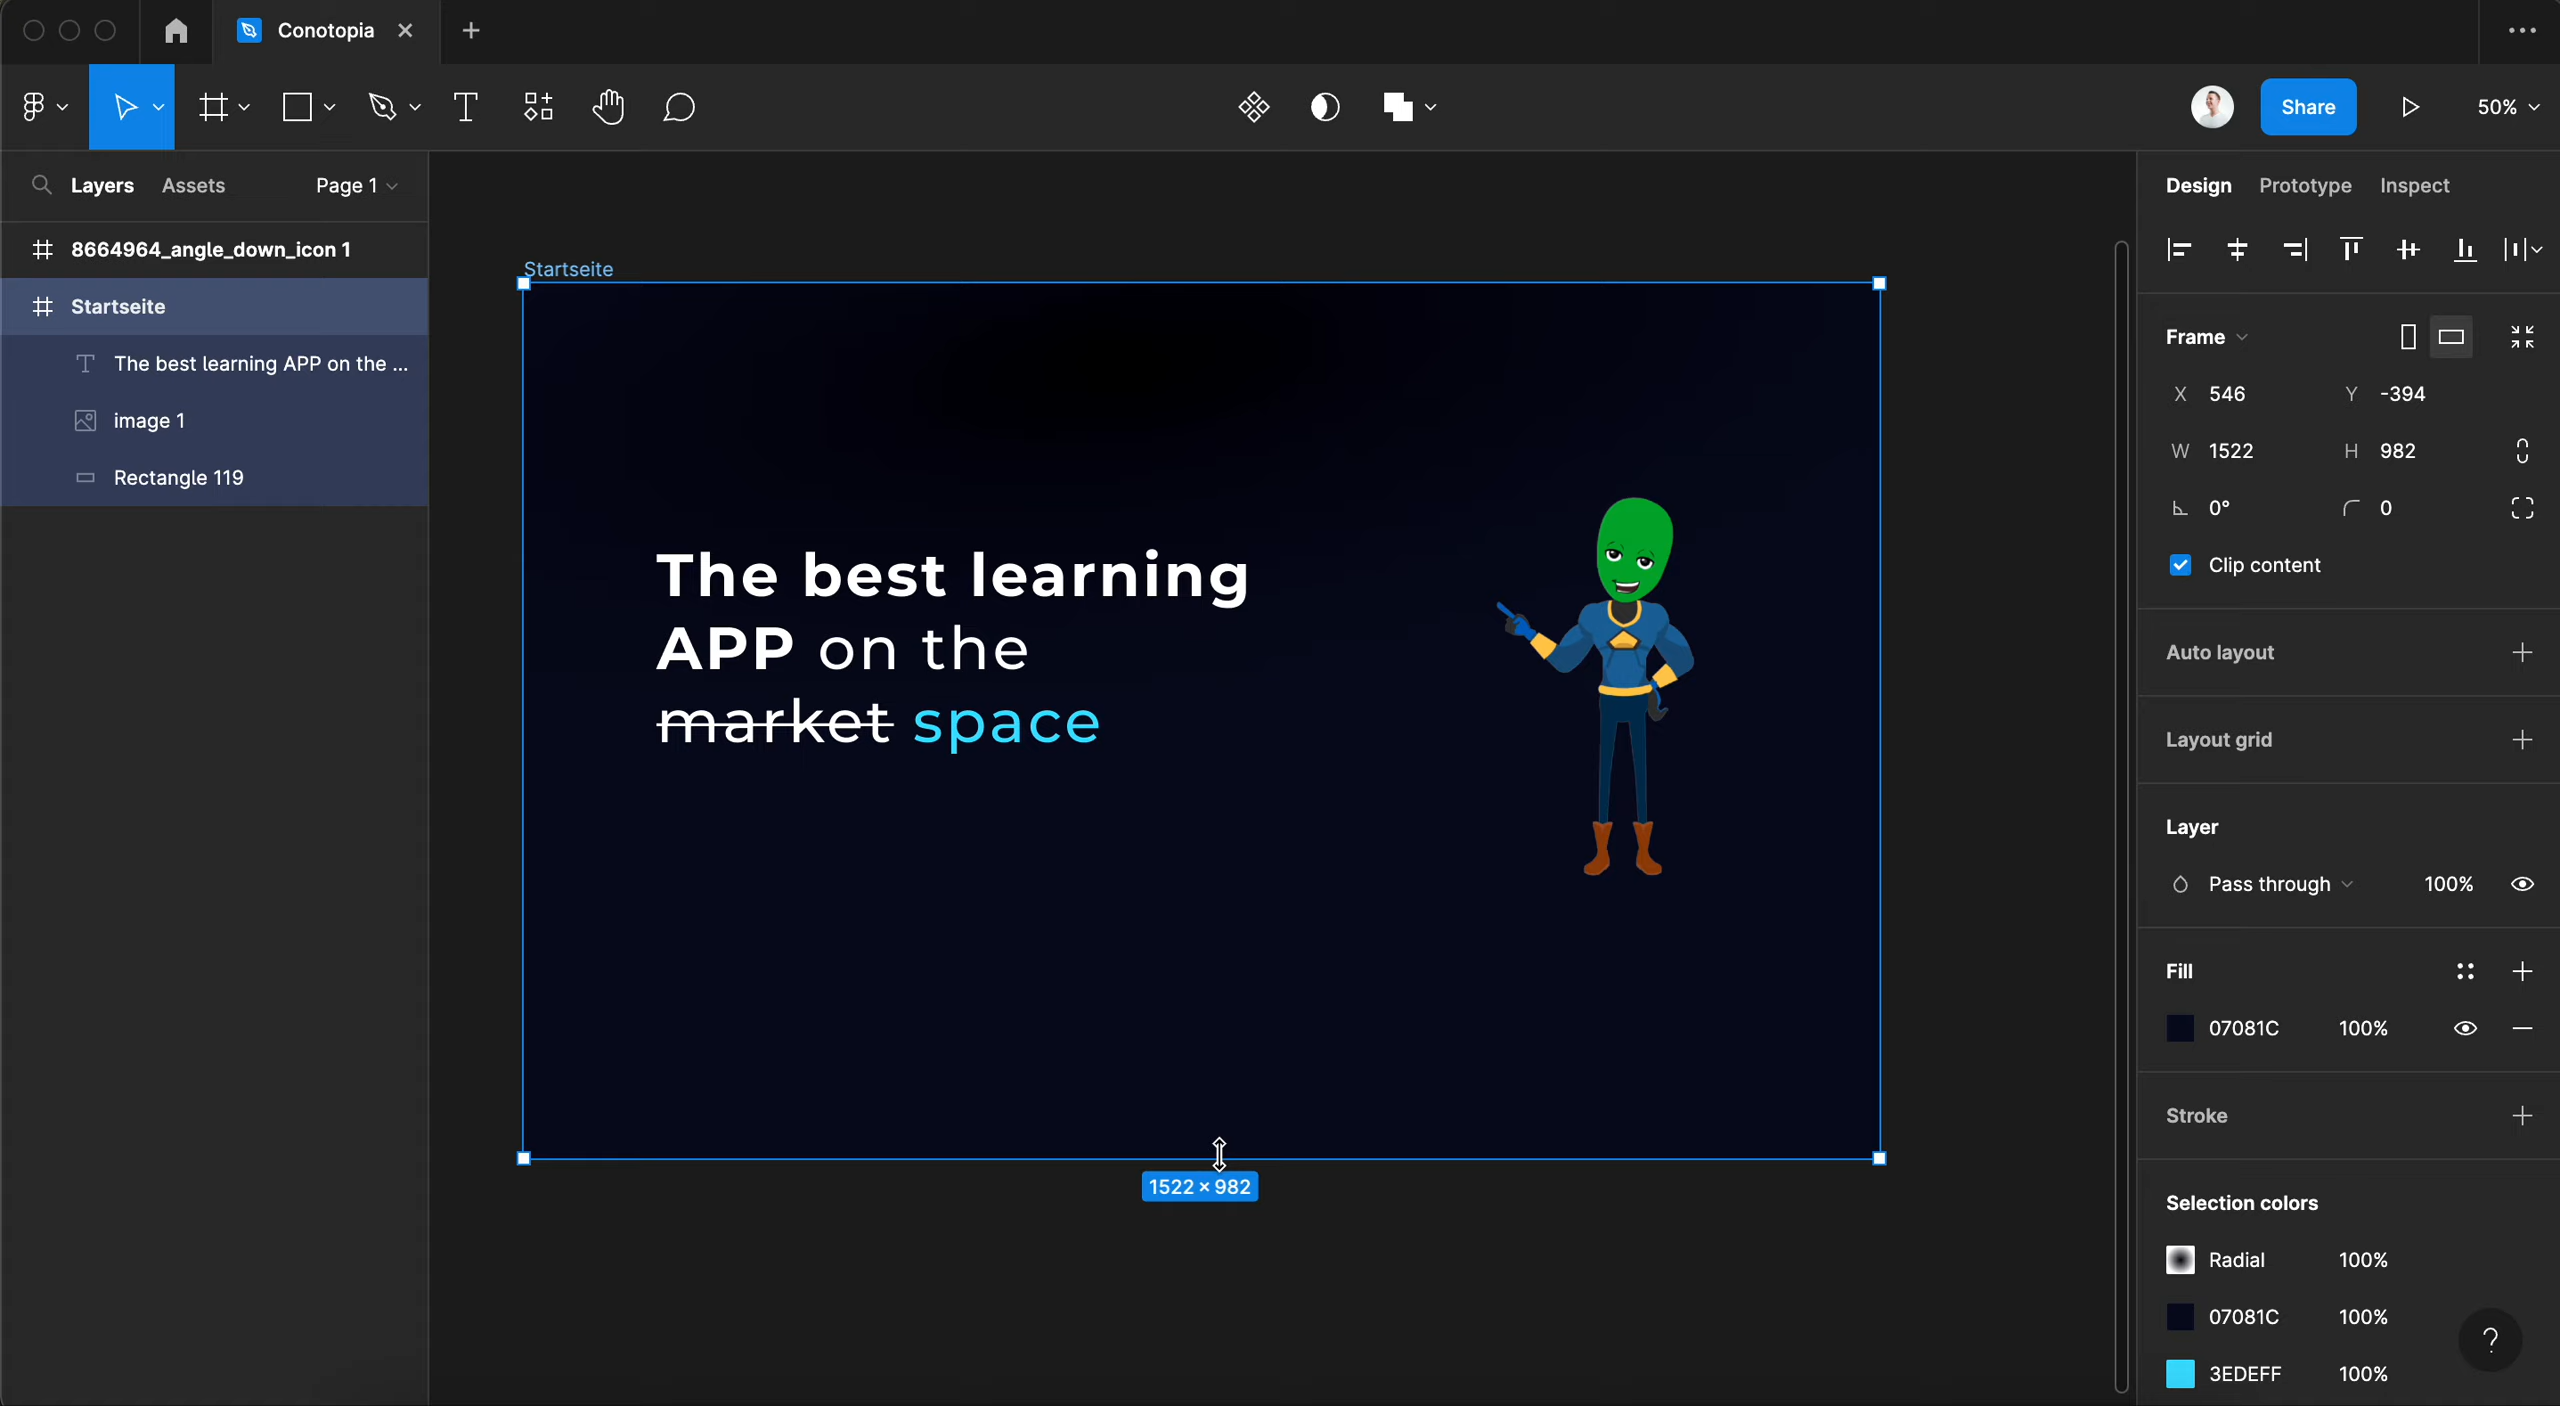 Conotopia
Share
50%
Layers
Assets
Page 1
8664964_angle_down_icon 1
Startseite
The best learning APP on the ...
image 1
Rectangle 119
Startseite
The best learning
APP on the
market space
1522 × 982
Design
Prototype
Inspect
Frame
X 546
Y -394
W 1522
H 982
0°
0
Clip content
Auto layout
Layout grid
Layer
Pass through
100%
Fill
07081C
100%
Stroke
Selection colors
Radial
100%
07081C
100%
3EDEFF
100%
?